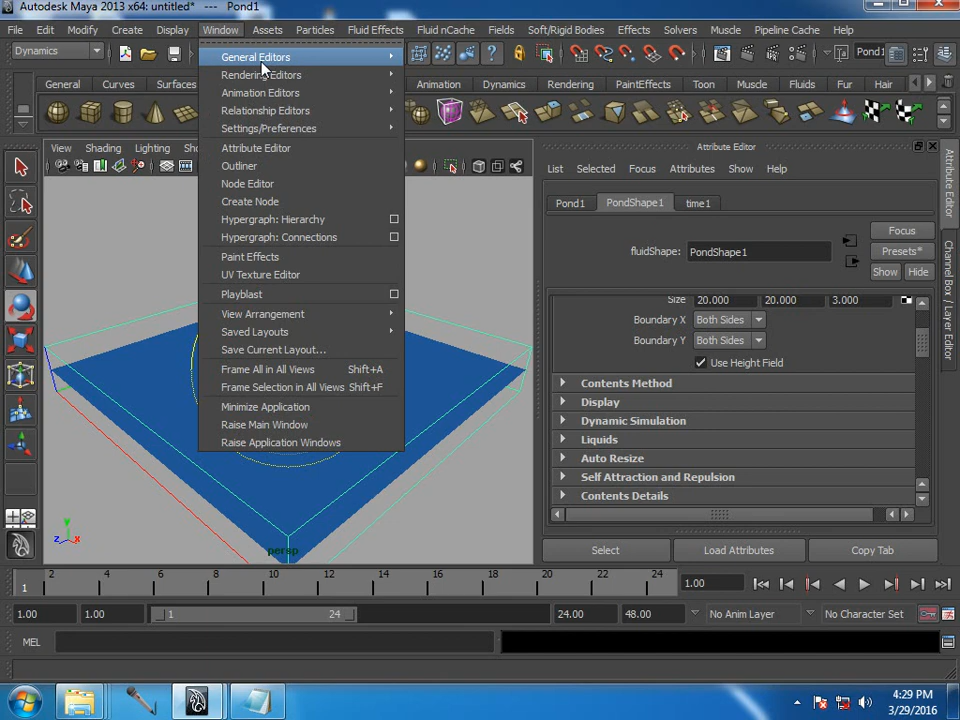 Autodesk Maya 2013 x64: untitled* --- Pond1
File Edit Modify Create Display Window Assets Particles Fluid Effects Fluid nCache Fields Soft/Rigid Bodies Effects Solvers Muscle Pipeline Cache Help
Dynamics
Pond1
General Curves Surfaces Animation Dynamics Rendering PaintEffects Toon Muscle Fluids Fur Hair
General Editors
Rendering Editors
Animation Editors
Relationship Editors
Settings/Preferences
Attribute Editor
Outliner
Node Editor
Create Node
Hypergraph: Hierarchy
Hypergraph: Connections
Paint Effects
UV Texture Editor
Playblast
View Arrangement
Saved Layouts
Save Current Layout...
Frame All in All Views Shift+A
Frame Selection in All Views Shift+F
Minimize Application
Raise Main Window
Raise Application Windows
View Shading Lighting
persp
y
z x
Attribute Editor
List Selected Focus Attributes Show Help
Pond1 PondShape1 time1
Focus
fluidShape: PondShape1
Presets*
Show Hide
Size 20.000 20.000 3.000
Boundary X Both Sides
Boundary Y Both Sides
Use Height Field
Contents Method
Display
Dynamic Simulation
Liquids
Auto Resize
Self Attraction and Repulsion
Contents Details
Select Load Attributes Copy Tab
Attribute Editor
Channel Box / Layer Editor
1 2 4 6 8 10 12 14 16 18 20 22 24
1.00
1.00 1.00 1 24 24.00 48.00 No Anim Layer No Character Set
MEL
4:29 PM
3/29/2016